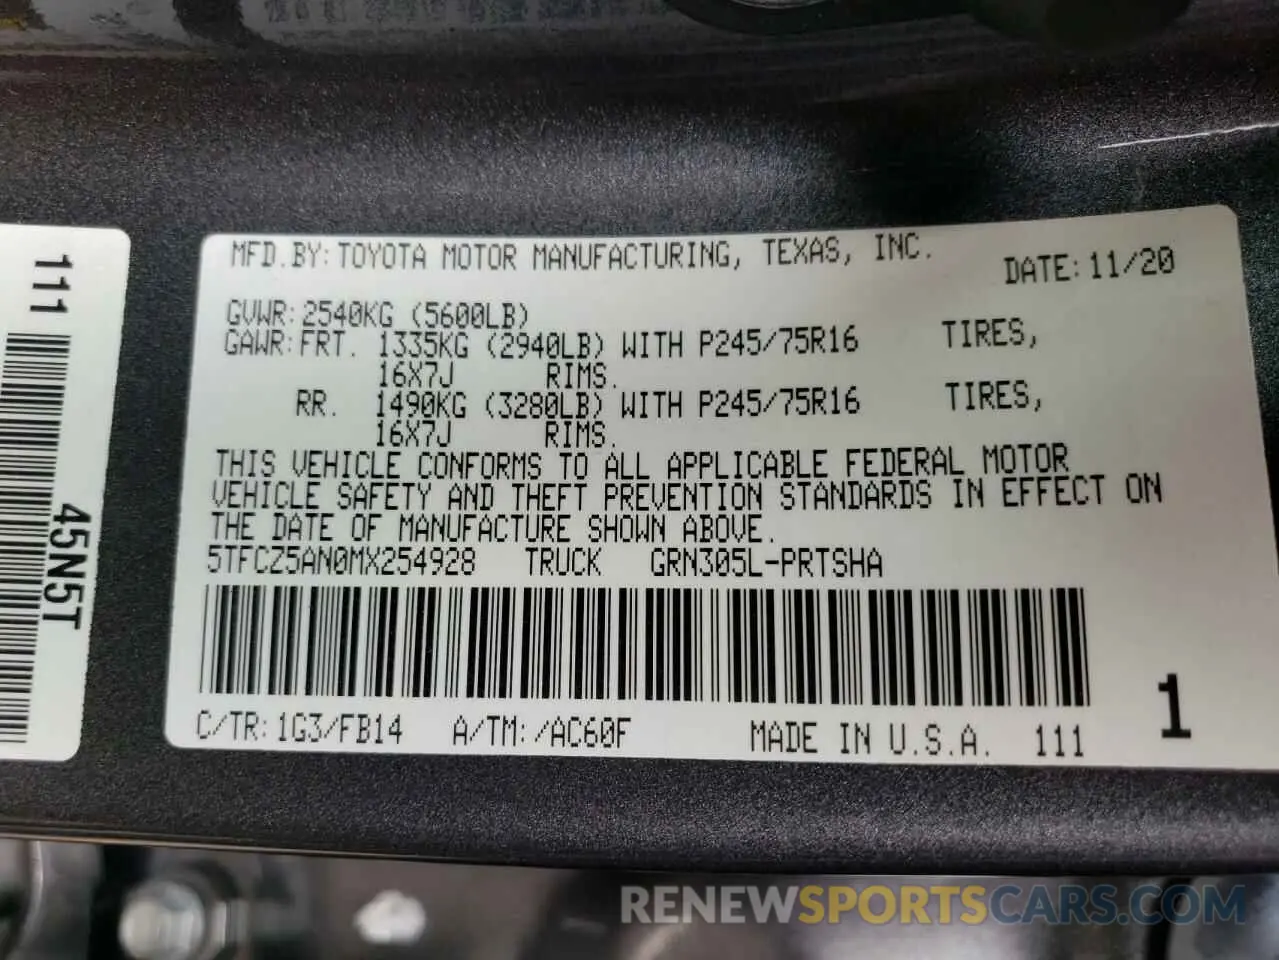 MFD.BY: TOYOTA MOTOR MANUFACTURING, TEXAS, INC. DATE: 11/20
GVWR: 2540KG (5600LB)
GAWR: FRT. 1335KG (2940LB) WITH P245/75R16 TIRES,
16X7J RIMS.
RR. 1490KG (3280LB) WITH P245/75R16 TIRES,
16X7J RIMS.
THIS VEHICLE CONFORMS TO ALL APPLICABLE FEDERAL MOTOR
VEHICLE SAFETY AND THEFT PREVENTION STANDARDS IN EFFECT ON
THE DATE OF MANUFACTURE SHOWN ABOVE.
5TFCZ5AN0MX254928 TRUCK GRN305L-PRTSHA
C/TR: 1G3/FB14 A/TM: /AC60F MADE IN U.S.A. 111
1
111
45N5T
RENEWSPORTSCARS.COM